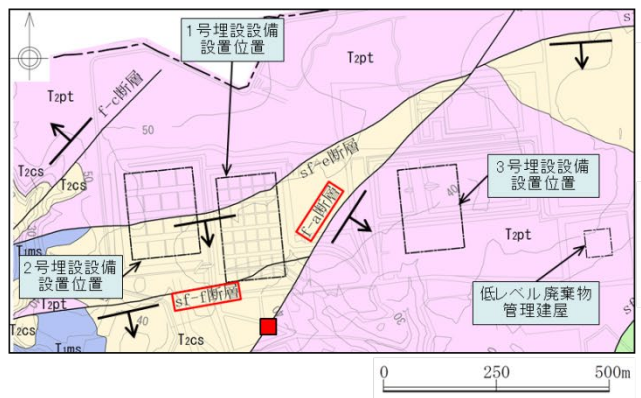 1号埋設設備
設置位置
T₂pt
T₂pt
s
f-c断層
50
T₂cs
T₂cs
50
sf-e断層
f-a断層
40
3号埋設設備
設置位置
T₂pt
T₁ms
2号埋設設備
設置位置
T₂pt
sf-f断層
低レベル廃棄物
管理建屋
T₂cs
40
T₂cs
T₁ms
sf
0 250 500m